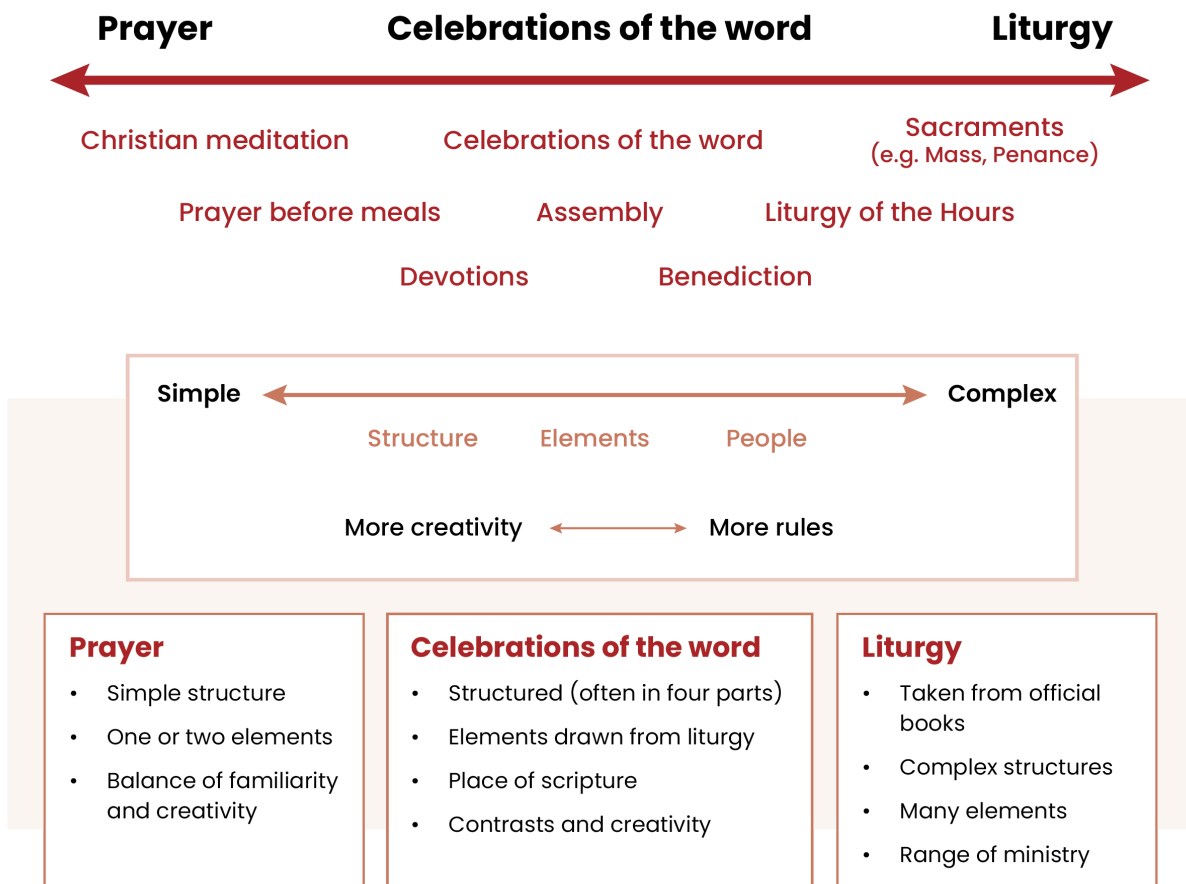 Prayer
Celebrations of the word
Liturgy
Christian meditation
Celebrations of the word
Sacraments
(e.g. Mass, Penance)
Prayer before meals
Assembly
Liturgy of the Hours
Devotions
Benediction
Simple
Complex
Structure
Elements
People
More creativity
More rules
Prayer
• Simple structure
• One or two elements
• Balance of familiarity
and creativity
Celebrations of the word
• Structured (often in four parts)
• Elements drawn from liturgy
• Place of scripture
• Contrasts and creativity
Liturgy
• Taken from official
books
• Complex structures
• Many elements
• Range of ministry